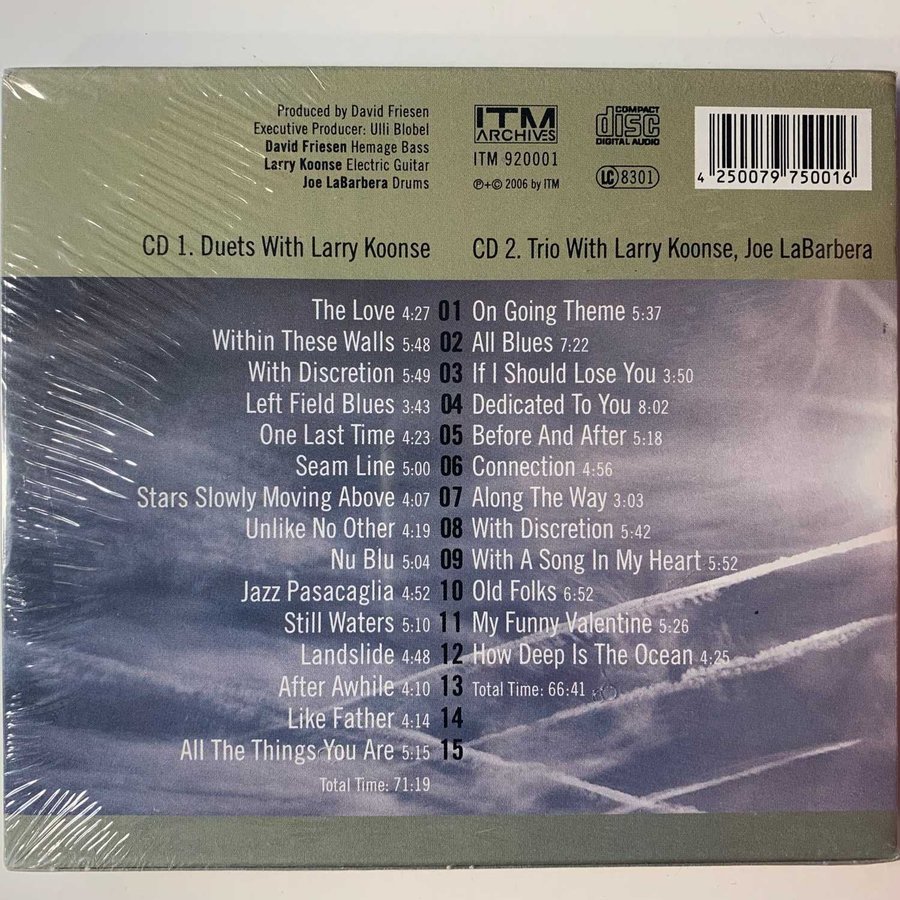 Produced by David Friesen
Executive Producer: Ulli Blobel
David Friesen Hemage Bass
Larry Koonse Electric Guitar
Joe LaBarbera Drums
ITM
ARCHIVES
ITM 920001
℗+© 2006 by ITM
COMPACT
disc
DIGITAL AUDIO
LC 8301
4 250079 750016
CD 1. Duets With Larry Koonse
The Love 4:27 01
Within These Walls 5:48 02
With Discretion 5:49 03
Left Field Blues 3:43 04
One Last Time 4:23 05
Seam Line 5:00 06
Stars Slowly Moving Above 4:07 07
Unlike No Other 4:19 08
Nu Blu 5:04 09
Jazz Pasacaglia 4:52 10
Still Waters 5:10 11
Landslide 4:48 12
After Awhile 4:10 13
Like Father 4:14 14
All The Things You Are 5:15 15
Total Time: 71:19
CD 2. Trio With Larry Koonse, Joe LaBarbera
On Going Theme 5:37
All Blues 7:22
If I Should Lose You 3:50
Dedicated To You 8:02
Before And After 5:18
Connection 4:56
Along The Way 3:03
With Discretion 5:42
With A Song In My Heart 5:52
Old Folks 6:52
My Funny Valentine 5:26
How Deep Is The Ocean 4:25
Total Time: 66:41